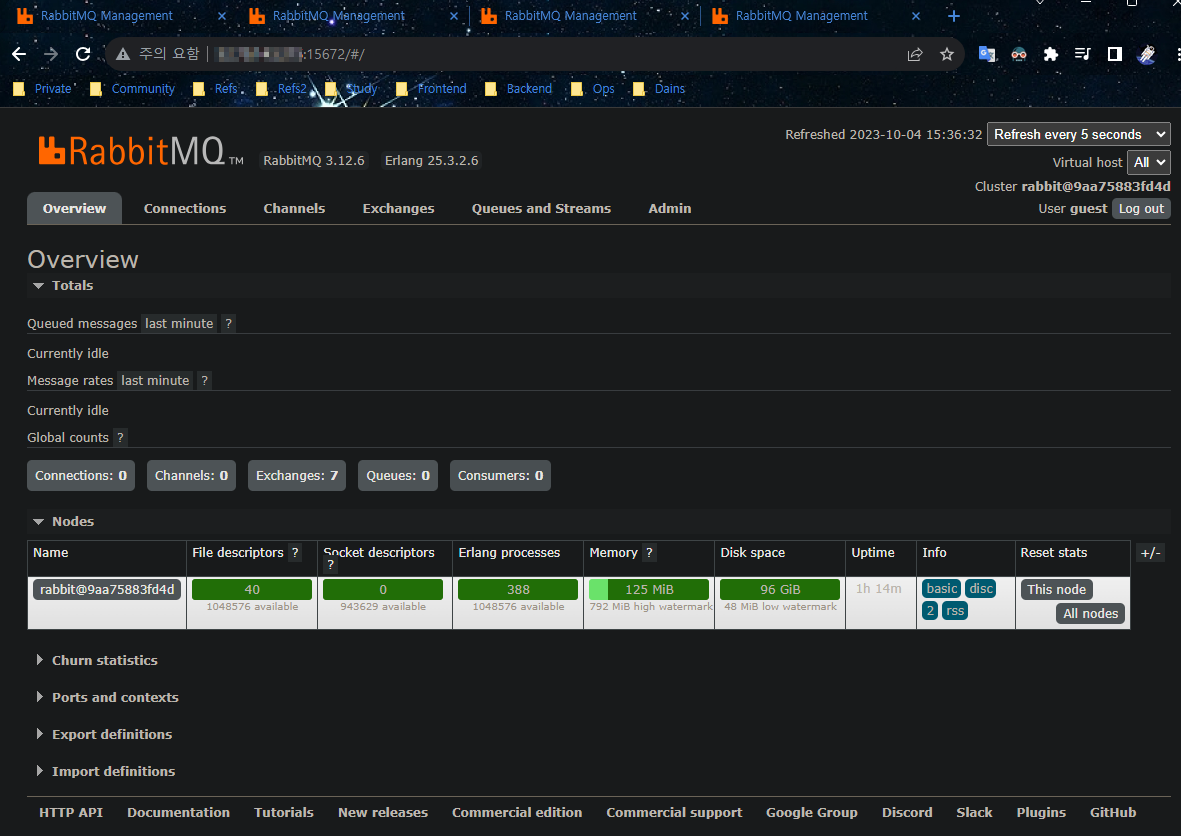 RabbitMQ Management RabbitMQ Management RabbitMQ Management RabbitMQ Management
주의 요함 :15672/#/
Private Community Refs Refs2 Study Frontend Backend Ops Dains
Refreshed 2023-10-04 15:36:32 Refresh every 5 seconds
RabbitMQ TM RabbitMQ 3.12.6 Erlang 25.3.2.6
Virtual host All
Cluster rabbit@9aa75883fd4d
User guest Log out
Overview Connections Channels Exchanges Queues and Streams Admin
Overview
Totals
Queued messages last minute ?
Currently idle
Message rates last minute ?
Currently idle
Global counts ?
Connections: 0 Channels: 0 Exchanges: 7 Queues: 0 Consumers: 0
Nodes
Name File descriptors ? Socket descriptors ? Erlang processes Memory ? Disk space Uptime Info Reset stats +/-
rabbit@9aa75883fd4d 40 0 388 125 MiB 96 GiB 1h 14m basic disc This node
1048576 available 943629 available 1048576 available 792 MiB high watermark 48 MiB low watermark 2 rss All nodes
Churn statistics
Ports and contexts
Export definitions
Import definitions
HTTP API Documentation Tutorials New releases Commercial edition Commercial support Google Group Discord Slack Plugins GitHub